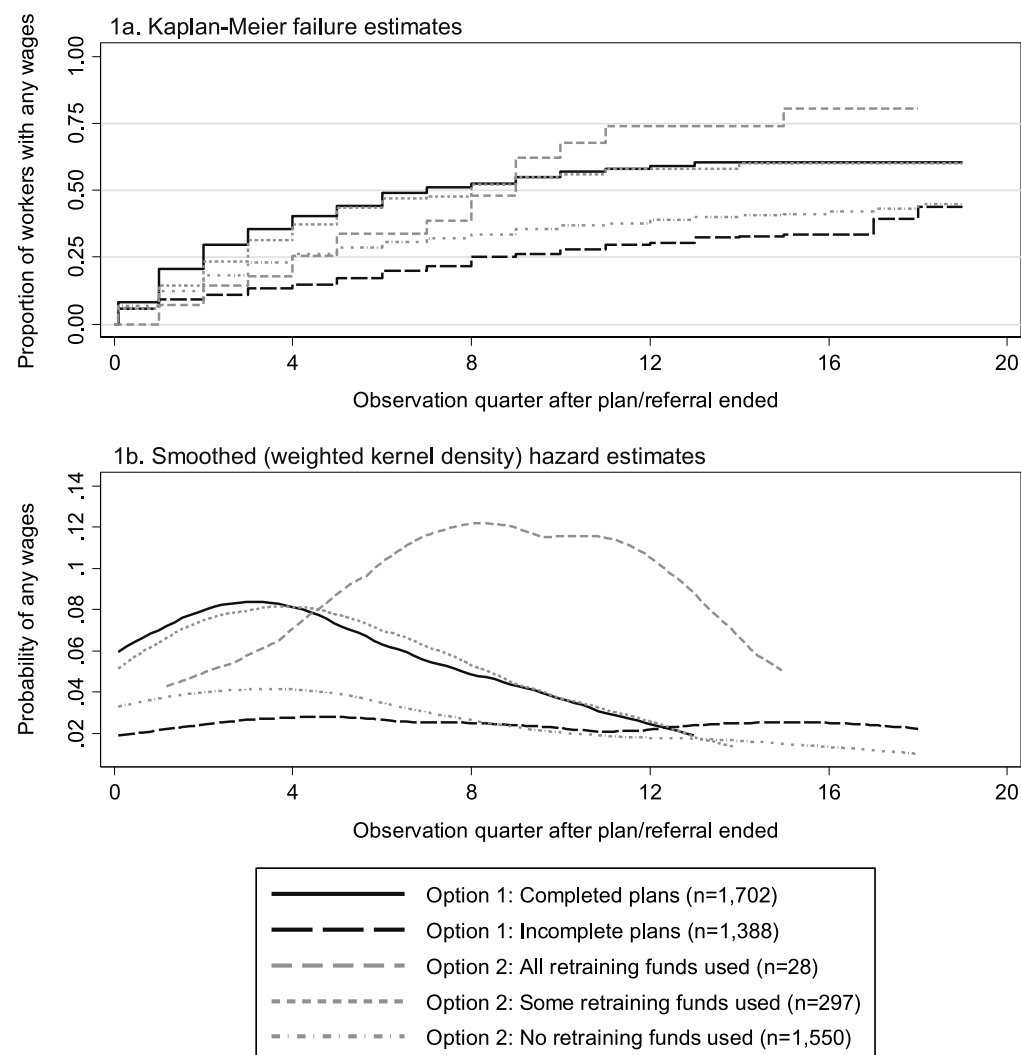 1a. Kaplan-Meier failure estimates
Proportion of workers with any wages
1.00
0.75
0.50
0.25
0.00
0 4 8 12 16 20
Observation quarter after plan/referral ended
1b. Smoothed (weighted kernel density) hazard estimates
Probability of any wages
.14
.12
.1
.08
.06
.04
.02
0 4 8 12 16 20
Observation quarter after plan/referral ended
Option 1: Completed plans (n=1,702)
Option 1: Incomplete plans (n=1,388)
Option 2: All retraining funds used (n=28)
Option 2: Some retraining funds used (n=297)
Option 2: No retraining funds used (n=1,550)